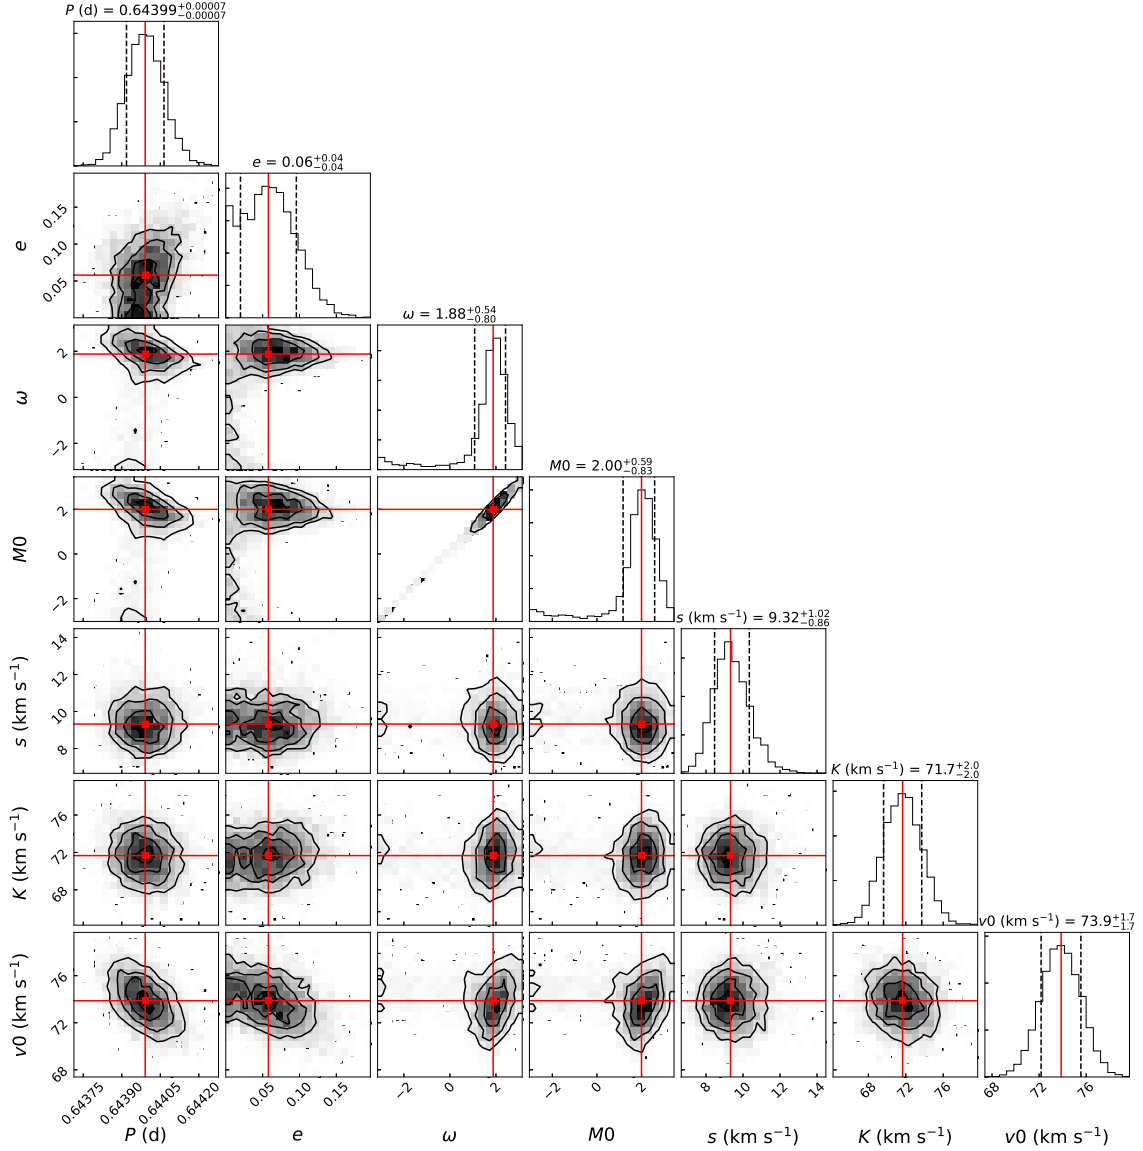 P (d) = 0.64399+0.00007 −0.00007
e = 0.06+0.04 −0.04
0.15
0.10
0.05
e
ω = 1.88+0.54 −0.80
2
0
−2
ω
M0 = 2.00+0.59 −0.83
2
0
−2
M0
s (km s−1) = 9.32+1.02 −0.86
14
12
10
8
s (km s−1)
K (km s−1) = 71.7+2.0 −2.0
76
72
68
K (km s−1)
v0 (km s−1) = 73.9+1.7 −1.7
76
72
68
v0 (km s−1)
0.64375 0.64390 0.64405 0.64420 0.05 0.10 0.15 −2 0 2 −2 0 2 8 10 12 14 68 72 76 68 72 76
P (d) e ω M0 s (km s−1) K (km s−1) v0 (km s−1)